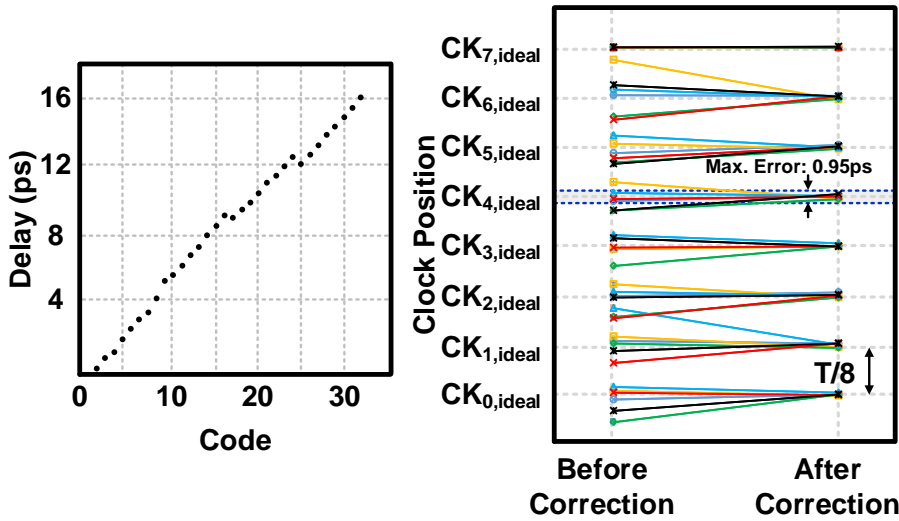 Delay (ps)
16
12
8
4
0
10
20
30
Code
Clock Position
CK7,ideal
CK6,ideal
CK5,ideal
CK4,ideal
CK3,ideal
CK2,ideal
CK1,ideal
CK0,ideal
Max. Error: 0.95ps
T/8
Before
Correction
After
Correction